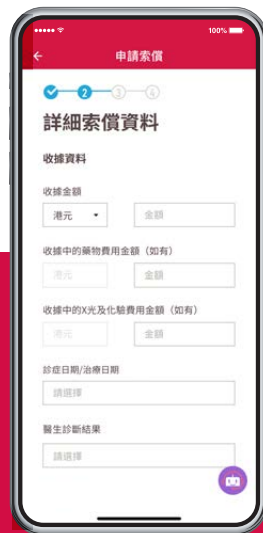 100%
申請索償
2 3 4
詳細索償資料
收據資料
收據金額
港元 金額
收據中的藥物費用金額（如有）
港元 金額
收據中的X光及化驗費用金額（如有）
港元 金額
診症日期/治療日期
請選擇
醫生診斷結果
請選擇